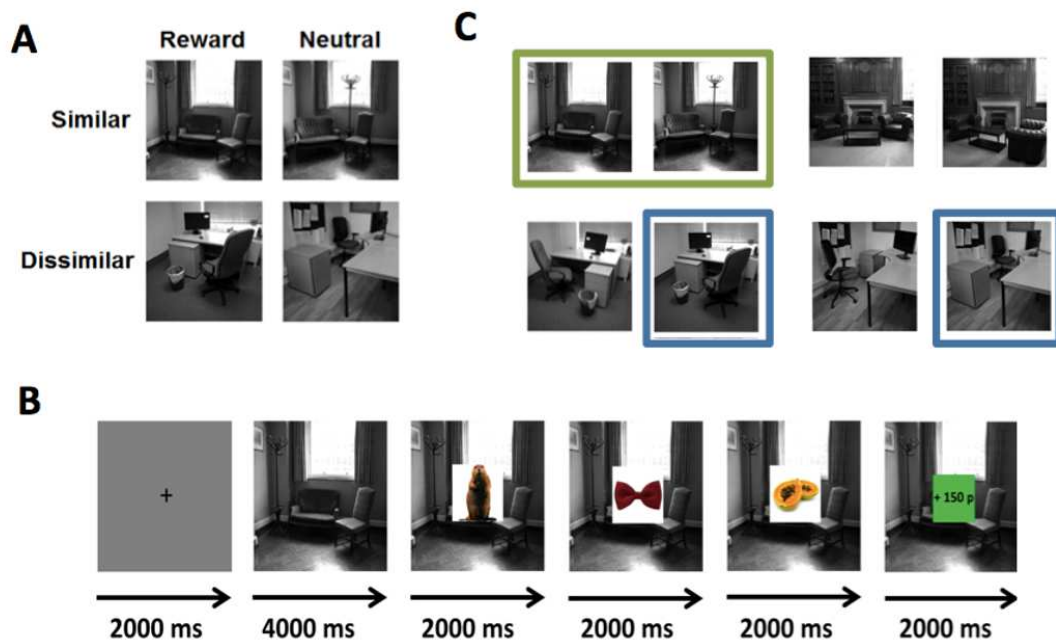 A
Reward Neutral
Similar
Dissimilar
C
B
+
+ 150 p
2000 ms 4000 ms 2000 ms 2000 ms 2000 ms 2000 ms